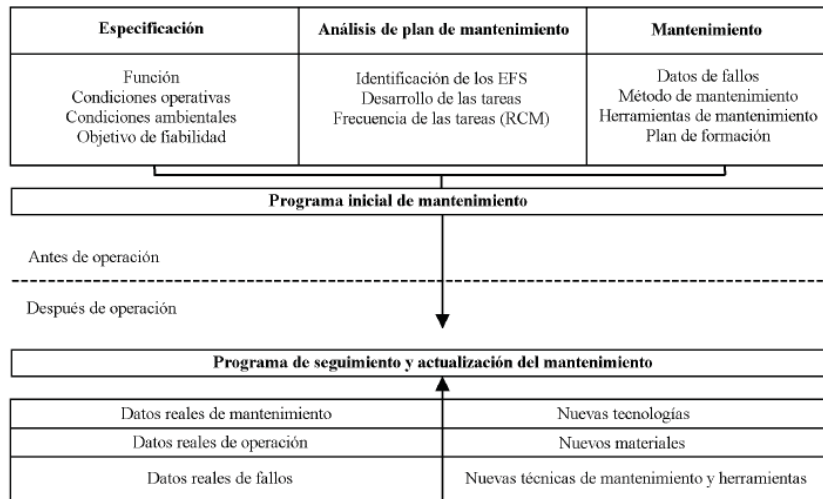 Especificación
Análisis de plan de mantenimiento
Mantenimiento
Función
Condiciones operativas
Condiciones ambientales
Objetivo de fiabilidad
Identificación de los EFS
Desarrollo de las tareas
Frecuencia de las tareas (RCM)
Datos de fallos
Método de mantenimiento
Herramientas de mantenimiento
Plan de formación
Programa inicial de mantenimiento
Antes de operación
Después de operación
Programa de seguimiento y actualización del mantenimiento
Datos reales de mantenimiento
Nuevas tecnologías
Datos reales de operación
Nuevos materiales
Datos reales de fallos
Nuevas técnicas de mantenimiento y herramientas